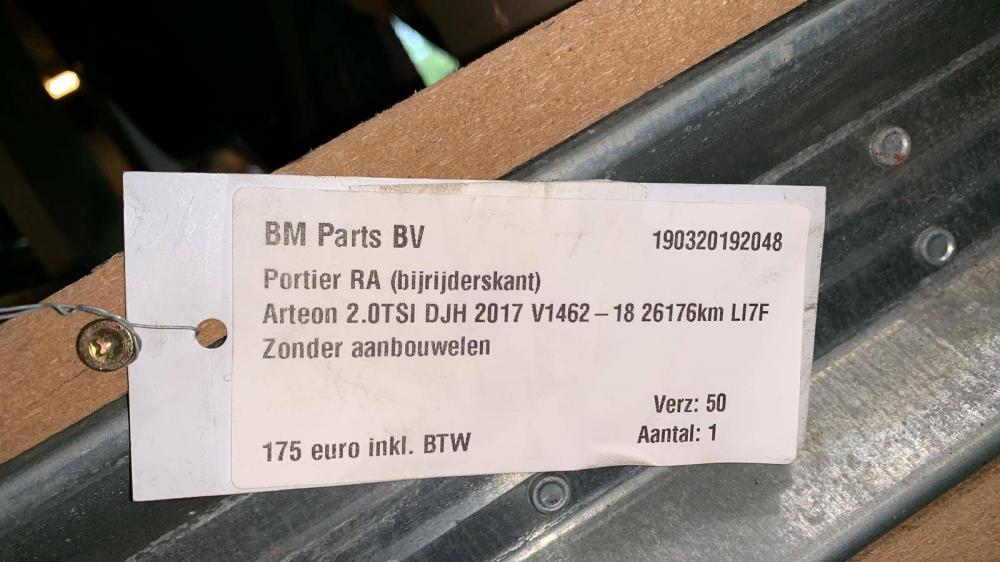 BM Parts BV
190320192048
Portier RA (bijrijderskant)
Arteon 2.0TSI DJH 2017 V1462 – 18 26176km LI7F
Zonder aanbouwelen
Verz: 50
Aantal: 1
175 euro inkl. BTW